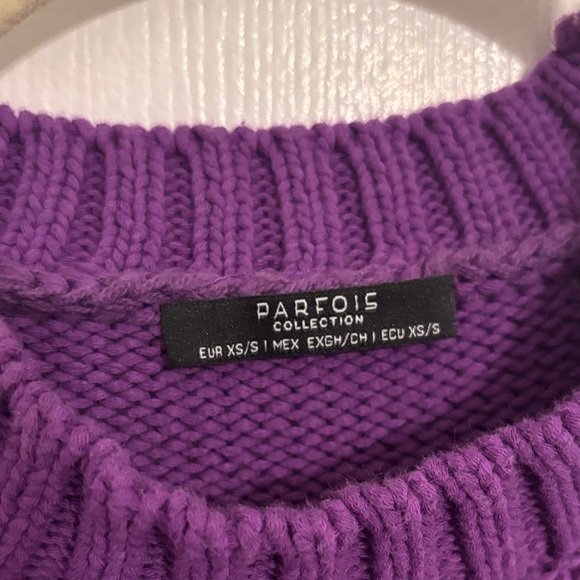 PARFOIS
COLLECTION
EUR XS/S | MEX EXGH/CH | ECU XS/S